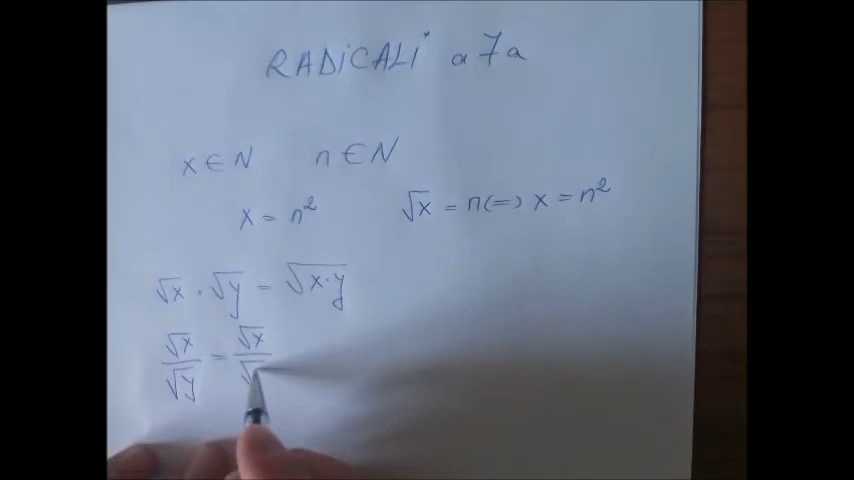 RADiCALi a 7a
x ∈ N n ∈ N
x = n²
√x = n (=) x = n²
√x · √y = √x·y
√x/√y = √x/√